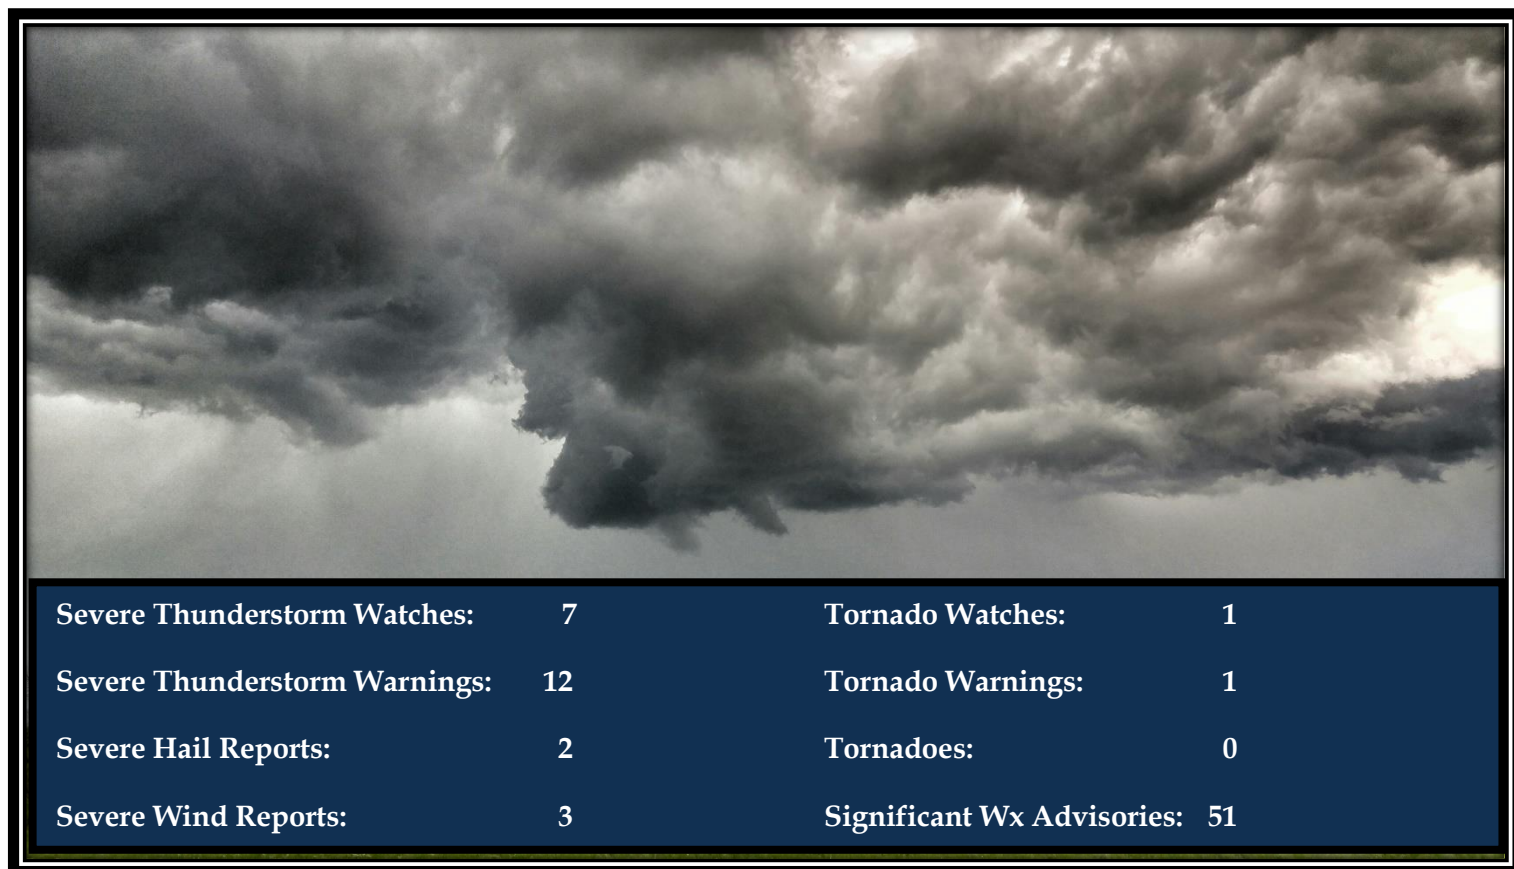 Severe Thunderstorm Watches: 7 Tornado Watches: 1
Severe Thunderstorm Warnings: 12 Tornado Warnings: 1
Severe Hail Reports: 2 Tornadoes: 0
Severe Wind Reports: 3 Significant Wx Advisories: 51